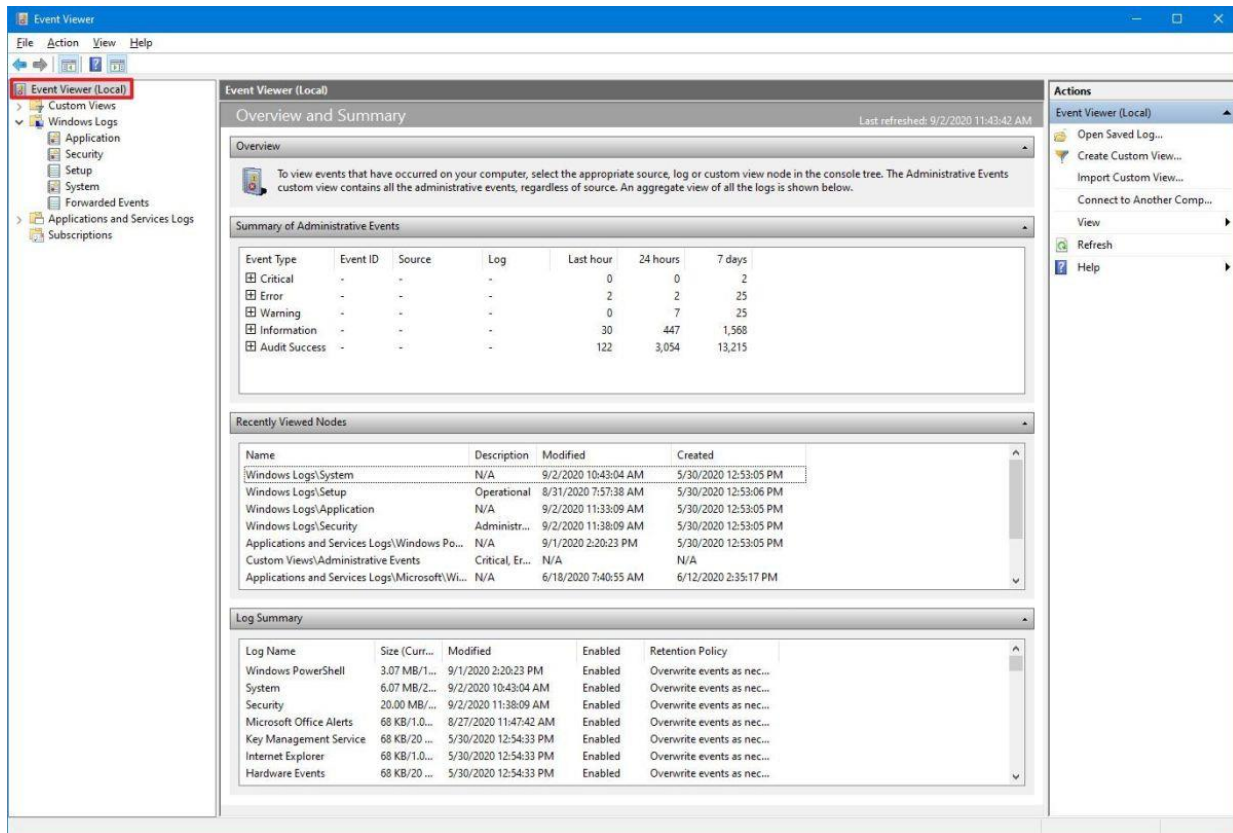 Event Viewer
File Action View Help
Event Viewer (Local)
Custom Views
Windows Logs
Application
Security
Setup
System
Forwarded Events
Applications and Services Logs
Subscriptions
Event Viewer (Local)
Overview and Summary Last refreshed: 9/2/2020 11:43:42 AM
Overview
To view events that have occurred on your computer, select the appropriate source, log or custom view node in the console tree. The Administrative Events
custom view contains all the administrative events, regardless of source. An aggregate view of all the logs is shown below.
Summary of Administrative Events
Event Type Event ID Source Log Last hour 24 hours 7 days
Critical - - - 0 0 2
Error - - - 2 2 25
Warning - - - 0 7 25
Information - - - 30 447 1,568
Audit Success - - - 122 3,054 13,215
Recently Viewed Nodes
Name Description Modified Created
Windows Logs\System N/A 9/2/2020 10:43:04 AM 5/30/2020 12:53:05 PM
Windows Logs\Setup Operational 8/31/2020 7:57:38 AM 5/30/2020 12:53:06 PM
Windows Logs\Application N/A 9/2/2020 11:33:09 AM 5/30/2020 12:53:05 PM
Windows Logs\Security Administr... 9/2/2020 11:38:09 AM 5/30/2020 12:53:05 PM
Applications and Services Logs\Windows Po... N/A 9/1/2020 2:20:23 PM 5/30/2020 12:53:05 PM
Custom Views\Administrative Events Critical, Er... N/A N/A
Applications and Services Logs\Microsoft\Wi... N/A 6/18/2020 7:40:55 AM 6/12/2020 2:35:17 PM
Log Summary
Log Name Size (Curr... Modified Enabled Retention Policy
Windows PowerShell 3.07 MB/1... 9/1/2020 2:20:23 PM Enabled Overwrite events as nec...
System 6.07 MB/2... 9/2/2020 10:43:04 AM Enabled Overwrite events as nec...
Security 20.00 MB/... 9/2/2020 11:38:09 AM Enabled Overwrite events as nec...
Microsoft Office Alerts 68 KB/1.0... 8/27/2020 11:47:42 AM Enabled Overwrite events as nec...
Key Management Service 68 KB/20 ... 5/30/2020 12:54:33 PM Enabled Overwrite events as nec...
Internet Explorer 68 KB/1.0... 5/30/2020 12:54:33 PM Enabled Overwrite events as nec...
Hardware Events 68 KB/20 ... 5/30/2020 12:54:33 PM Enabled Overwrite events as nec...
Actions
Event Viewer (Local)
Open Saved Log...
Create Custom View...
Import Custom View...
Connect to Another Comp...
View
Refresh
Help